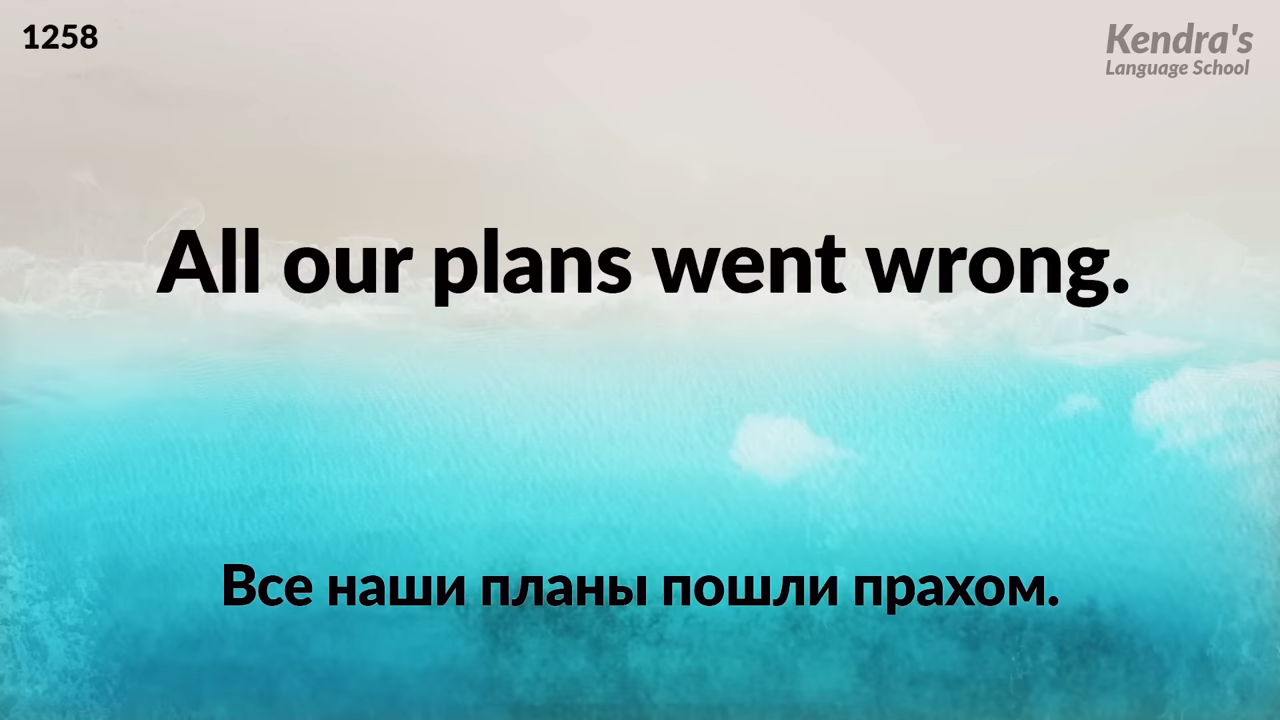 1258
Kendra's
Language School
All our plans went wrong.
Все наши планы пошли прахом.